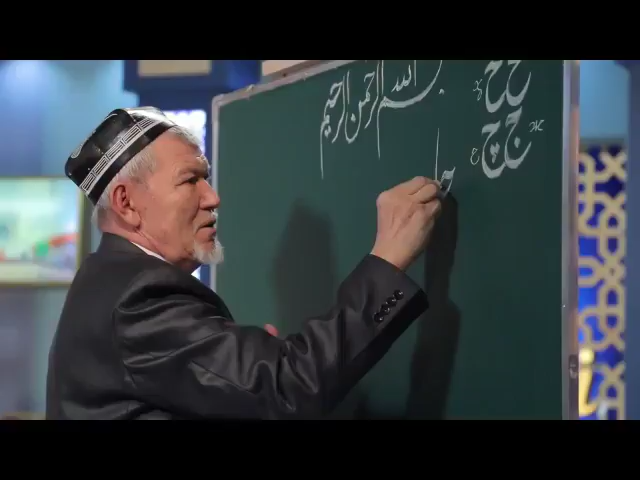 بسم الله الرحمن الرحيم
خ ح
ж ج چ